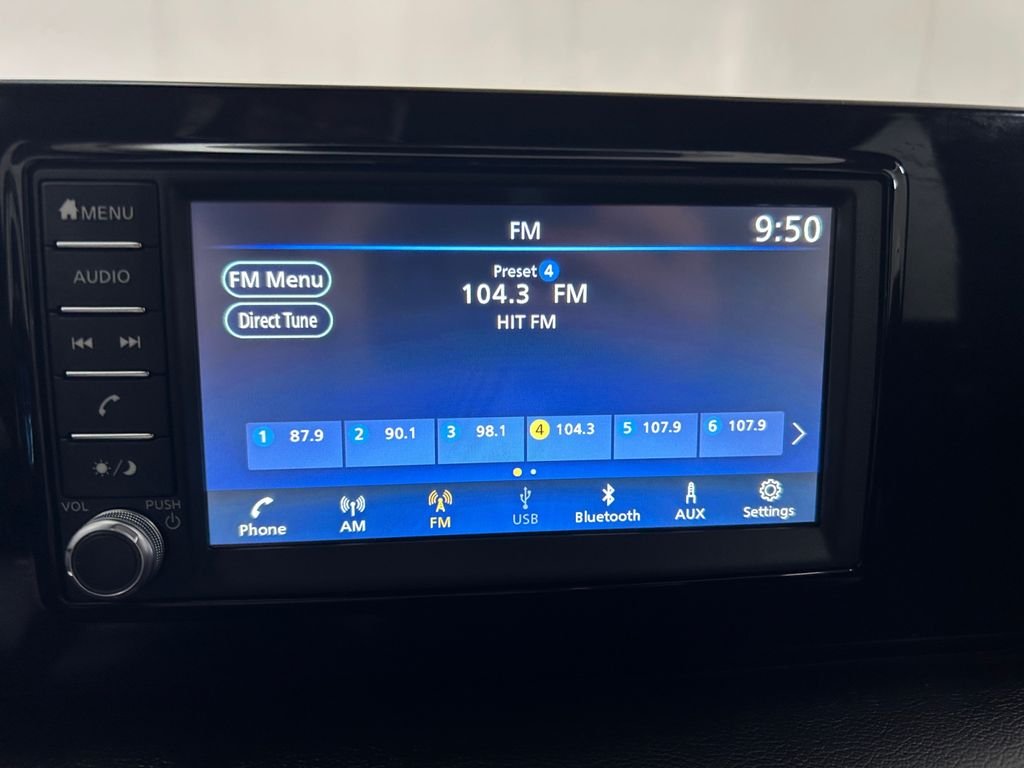 MENU
AUDIO
VOL
PUSH
FM
9:50
FM Menu
Direct Tune
Preset 4
104.3 FM
HIT FM
1 87.9
2 90.1
3 98.1
4 104.3
5 107.9
6 107.9
Phone
AM
FM
USB
Bluetooth
AUX
Settings